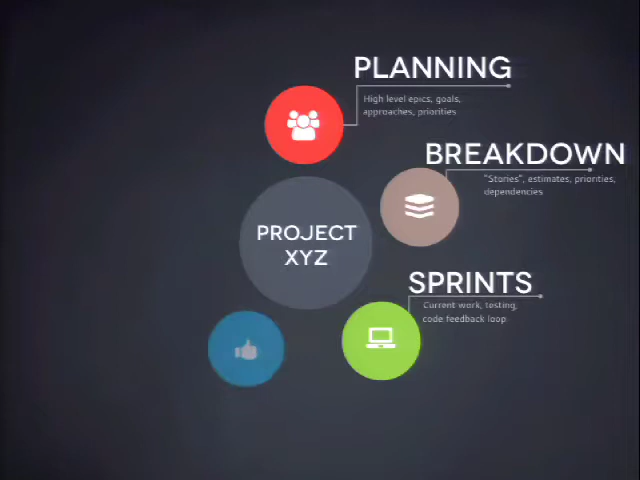 PLANNING
High level epics, goals,
approaches, priorities
BREAKDOWN
"Stories", estimates, priorities,
dependencies
PROJECT
XYZ
SPRINTS
Current work, testing,
code feedback loop